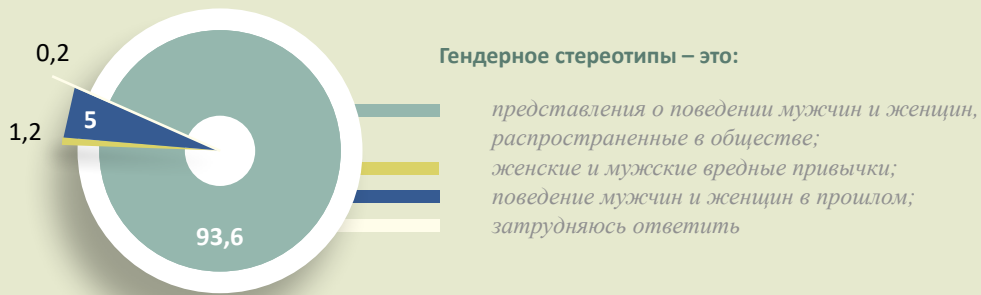 0,2
Гендерное стереотипы – это:
5
1,2
представления о поведении мужчин и женщин,
распространенные в обществе;
женские и мужские вредные привычки;
поведение мужчин и женщин в прошлом;
затрудняюсь ответить
93,6